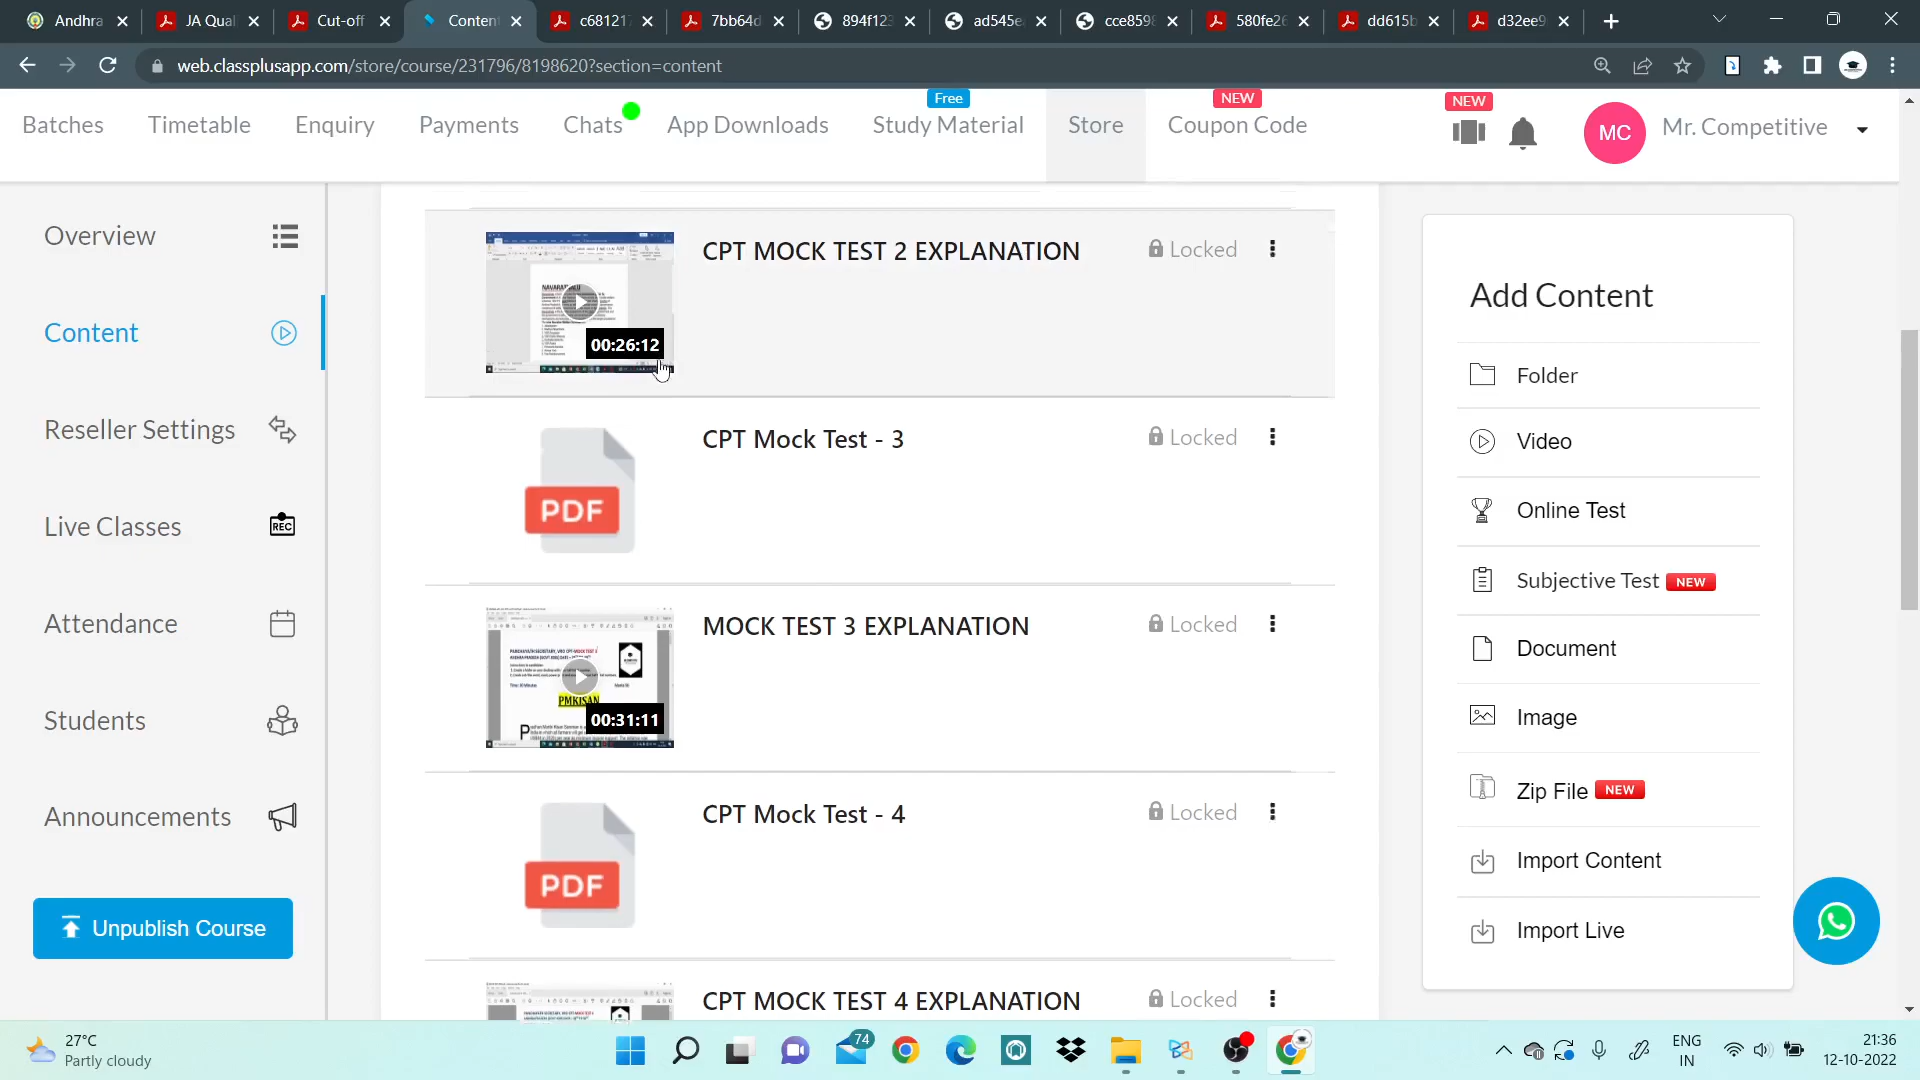 Andhra
JA Qual
Cut-off
Conten
c68121
7bb64d
894f123
ad545e
cce8598
580fe26
dd615b
d32ee9
web.classplusapp.com/store/course/231796/8198620?section=content
Free
NEW
NEW
Batches
Timetable
Enquiry
Payments
Chats
App Downloads
Study Material
Store
Coupon Code
MC
Mr. Competitive
Overview
Content
Reseller Settings
Live Classes
REC
Attendance
Students
Announcements
Unpublish Course
CPT MOCK TEST 2 EXPLANATION
Locked
00:26:12
CPT Mock Test - 3
Locked
PDF
MOCK TEST 3 EXPLANATION
Locked
PMKISAN
00:31:11
CPT Mock Test - 4
Locked
PDF
CPT MOCK TEST 4 EXPLANATION
Locked
Add Content
Folder
Video
Online Test
Subjective Test NEW
Document
Image
Zip File NEW
Import Content
Import Live
27°C
Partly cloudy
74
ENG
IN
21:36
12-10-2022